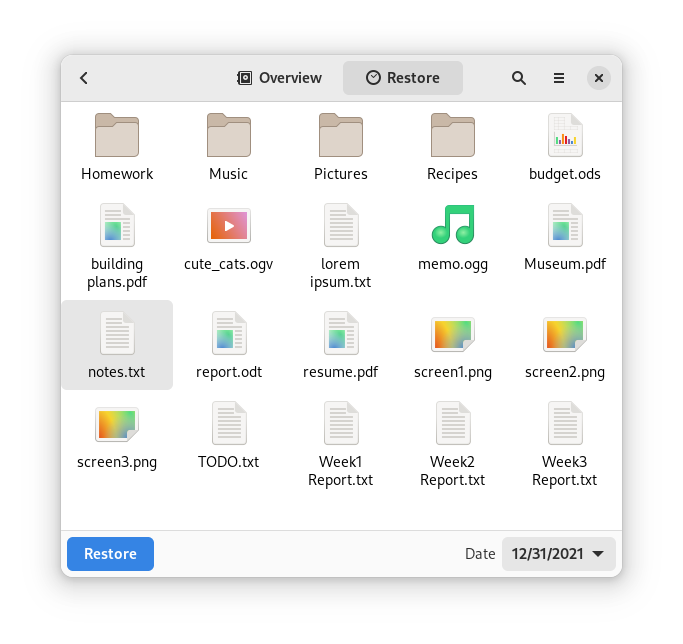 Overview Restore
Homework Music Pictures Recipes budget.ods
building plans.pdf cute_cats.ogv lorem ipsum.txt memo.ogg Museum.pdf
notes.txt report.odt resume.pdf screen1.png screen2.png
screen3.png TODO.txt Week1 Report.txt Week2 Report.txt Week3 Report.txt
Restore Date 12/31/2021